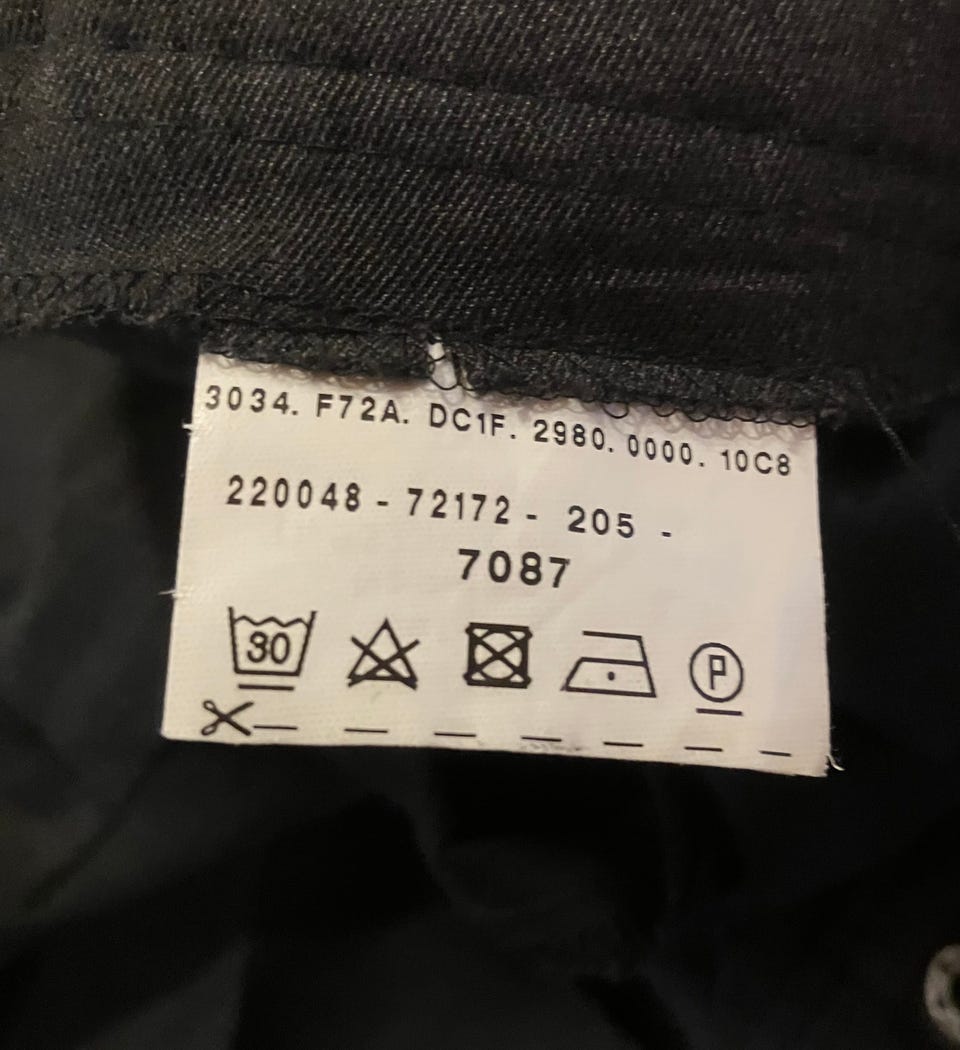 3034. F72A. DC1F. 2980. 0000. 10C8
220048 - 72172 - 205 -
7087
30 P